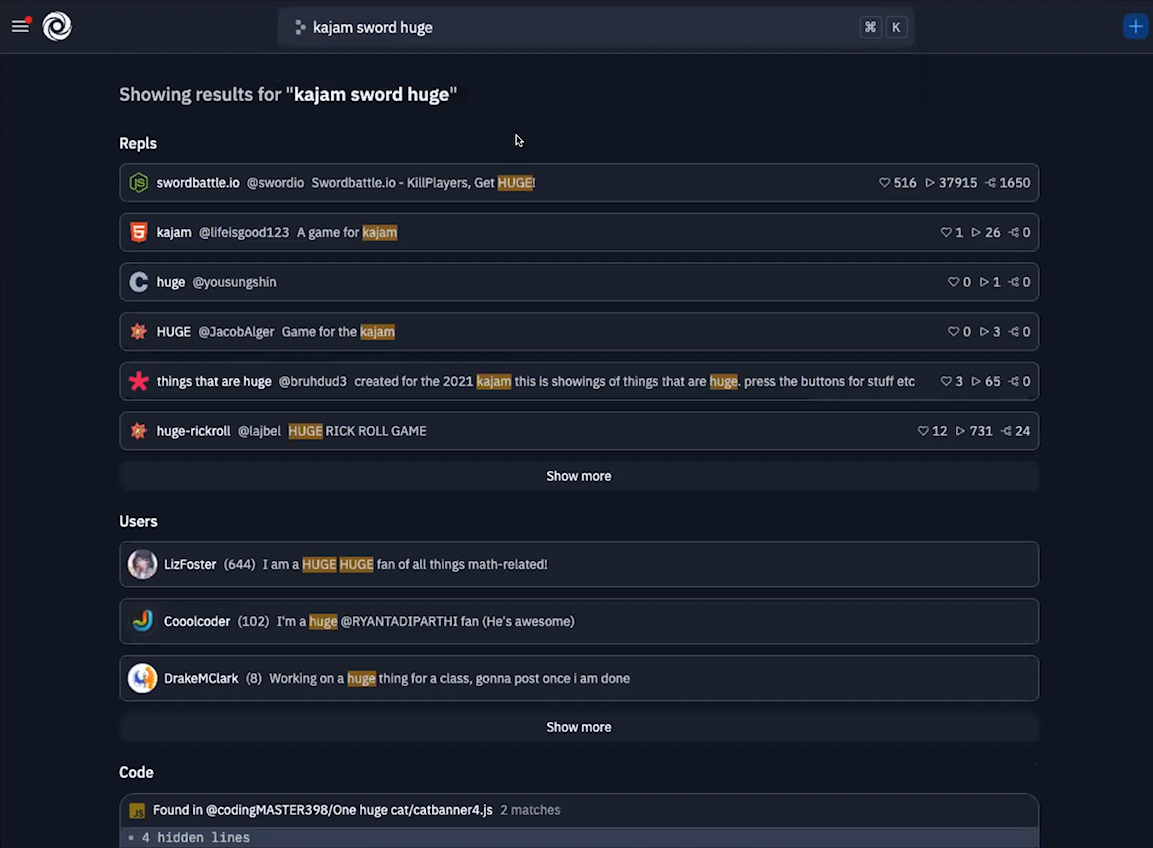 kajam sword huge ⌘ K
Showing results for "kajam sword huge"
Repls
swordbattle.io @swordio Swordbattle.io - KillPlayers, Get HUGE! 516 37915 1650
kajam @lifeisgood123 A game for kajam 1 26 0
huge @yousungshin 0 1 0
HUGE @JacobAlger Game for the kajam 0 3 0
things that are huge @bruhdud3 created for the 2021 kajam this is showings of things that are huge. press the buttons for stuff etc 3 65 0
huge-rickroll @lajbel HUGE RICK ROLL GAME 12 731 24
Show more
Users
LizFoster (644) I am a HUGE HUGE fan of all things math-related!
Cooolcoder (102) I'm a huge @RYANTADIPARTHI fan (He's awesome)
DrakeMClark (8) Working on a huge thing for a class, gonna post once i am done
Show more
Code
JS Found in @codingMASTER398/One huge cat/catbanner4.js 2 matches
• 4 hidden lines